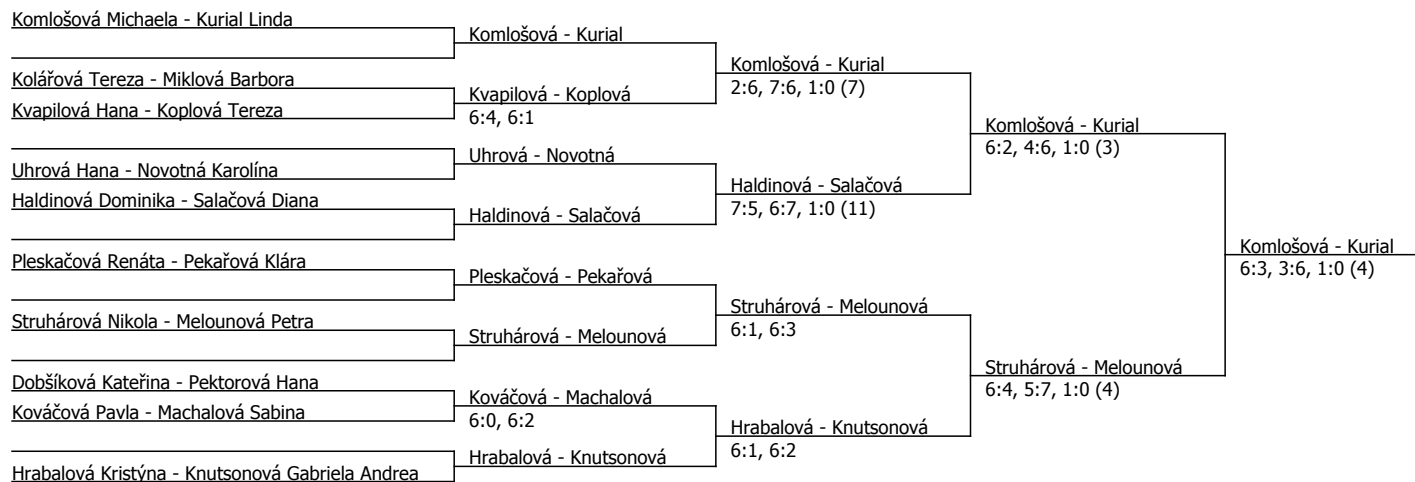 Komlošová Michaela - Kurial Linda
Kolářová Tereza - Miklová Barbora
Kvapilová Hana - Koplová Tereza
Uhrová Hana - Novotná Karolína
Haldinová Dominika - Salačová Diana
Pleskačová Renáta - Pekařová Klára
Struhárová Nikola - Melounová Petra
Dobšíková Kateřina - Pektorová Hana
Kováčová Pavla - Machalová Sabina
Hrabalová Kristýna - Knutsonová Gabriela Andrea
Komlošová - Kurial
Kvapilová - Koplová
6:4, 6:1
Uhrová - Novotná
Haldinová - Salačová
Pleskačová - Pekařová
Struhárová - Melounová
Kováčová - Machalová
6:0, 6:2
Hrabalová - Knutsonová
Komlošová - Kurial
2:6, 7:6, 1:0 (7)
Haldinová - Salačová
7:5, 6:7, 1:0 (11)
Struhárová - Melounová
6:1, 6:3
Hrabalová - Knutsonová
6:1, 6:2
Komlošová - Kurial
6:2, 4:6, 1:0 (3)
Struhárová - Melounová
6:4, 5:7, 1:0 (4)
Komlošová - Kurial
6:3, 3:6, 1:0 (4)